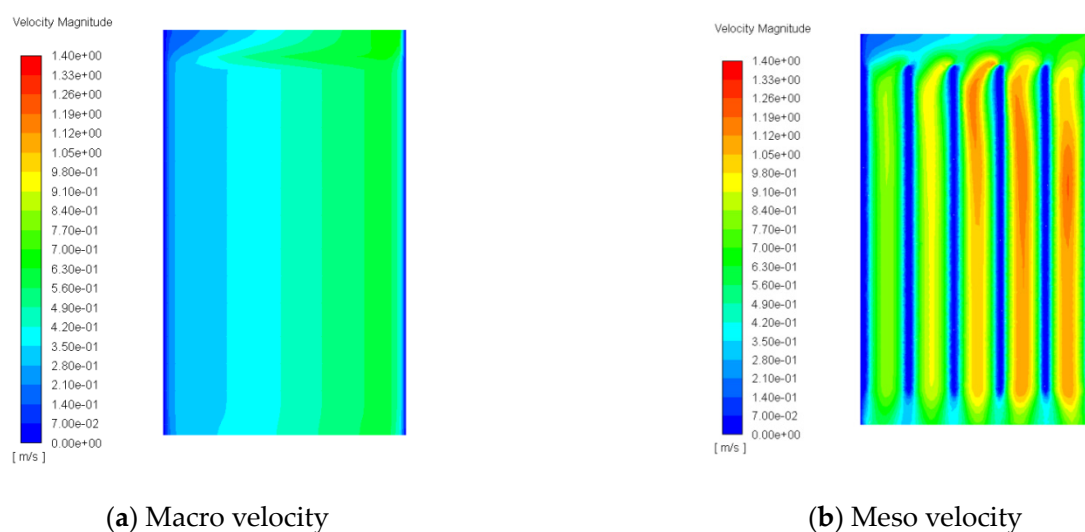 Velocity Magnitude
1.40e+00
1.33e+00
1.26e+00
1.19e+00
1.12e+00
1.05e+00
9.80e-01
9.10e-01
8.40e-01
7.70e-01
7.00e-01
6.30e-01
5.60e-01
4.90e-01
4.20e-01
3.50e-01
2.80e-01
2.10e-01
1.40e-01
7.00e-02
0.00e+00
[ m/s ]
(a) Macro velocity
Velocity Magnitude
1.40e+00
1.33e+00
1.26e+00
1.19e+00
1.12e+00
1.05e+00
9.80e-01
9.10e-01
8.40e-01
7.70e-01
7.00e-01
6.30e-01
5.60e-01
4.90e-01
4.20e-01
3.50e-01
2.80e-01
2.10e-01
1.40e-01
7.00e-02
0.00e+00
[ m/s ]
(b) Meso velocity